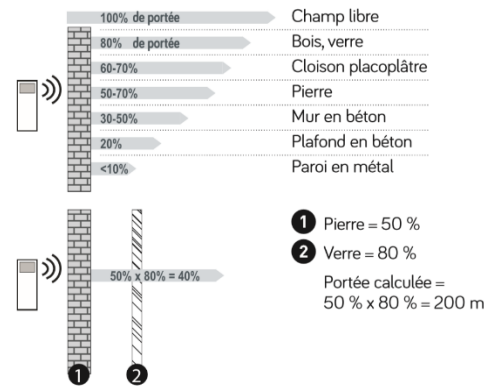 100% de portée Champ libre
80% de portée Bois, verre
60-70% Cloison placoplâtre
50-70% Pierre
30-50% Mur en béton
20% Plafond en béton
<10% Paroi en métal
1 Pierre = 50 %
2 Verre = 80 %
50% x 80% = 40%
Portée calculée =
50 % x 80 % = 200 m
1 2